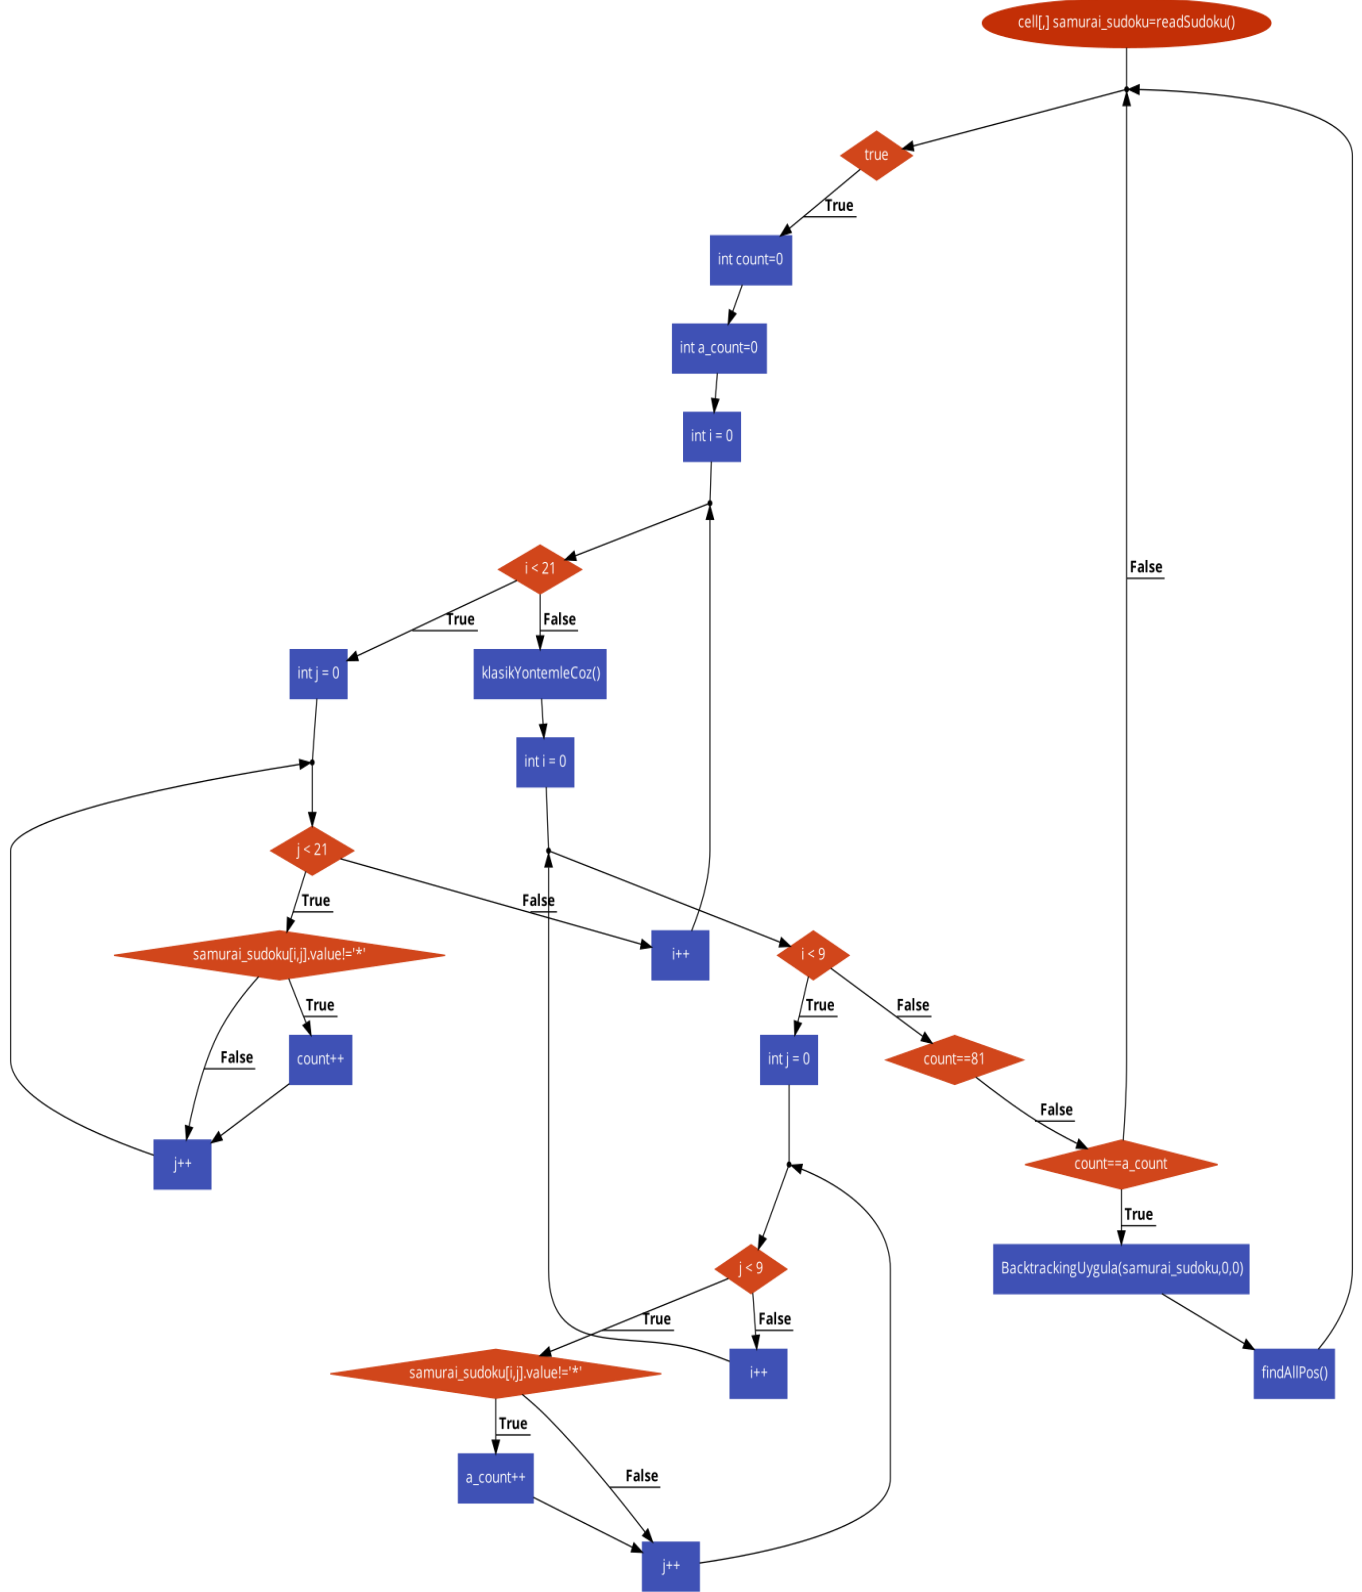 cell[,] samurai_sudoku=readSudoku()
true
True
int count=0
int a_count=0
int i = 0
i < 21
True
False
int j = 0
klasikYontemleCoz()
int i = 0
j < 21
True
False
samurai_sudoku[i,j].value!='*'
i++
i < 9
True
False
True
False
count++
int j = 0
count==81
False
j++
count==a_count
False
True
BacktrackingUygula(samurai_sudoku,0,0)
j < 9
True
False
samurai_sudoku[i,j].value!='*'
i++
findAllPos()
True
False
a_count++
j++